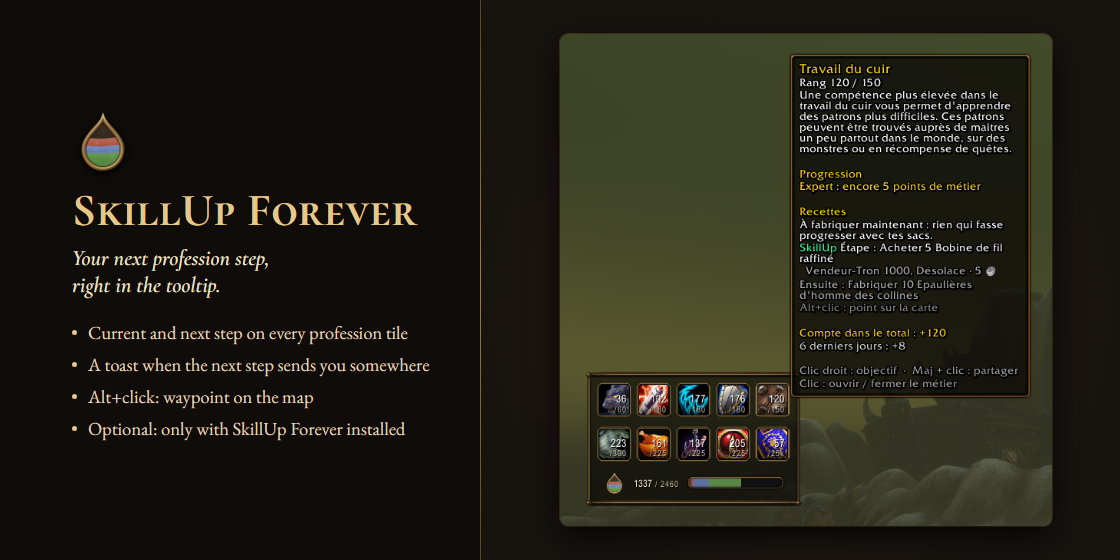 SkillUp Forever
Your next profession step,
right in the tooltip.
• Current and next step on every profession tile
• A toast when the next step sends you somewhere
• Alt+click: waypoint on the map
• Optional: only with SkillUp Forever installed
Travail du cuir
Rang 120 / 150
Une compétence plus élevée dans le
travail du cuir vous permet d'apprendre
des patrons plus difficiles. Ces patrons
peuvent être trouvés auprès de maîtres
un peu partout dans le monde, sur des
monstres ou en récompense de quêtes.
Progression
Expert : encore 5 points de métier
Recettes
À fabriquer maintenant : rien qui fasse
progresser avec tes sacs.
SkillUp Étape : Acheter 5 Bobine de fil
raffiné
Vendeur-Tron 1000, Désolace · 5
Ensuite : Fabriquer 10 Epaulières
d'homme des collines
Alt+clic : point sur la carte
Compte dans le total : +120
6 derniers jours : +8
Clic droit : objectif · Maj + clic : partager
Clic : ouvrir / fermer le métier
36 /60 102 177 176 /180 120 /150
223 /300 161 /225 137 /225 205 /225 57
1337 / 2460